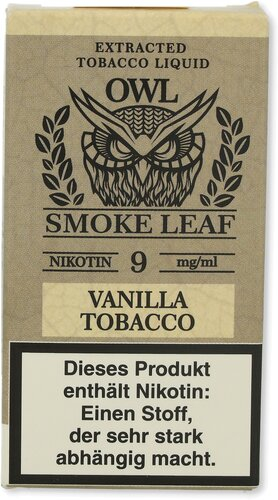 EXTRACTED
TOBACCO LIQUID
OWL
SMOKE LEAF
NIKOTIN 9 mg/ml
VANILLA
TOBACCO
Dieses Produkt
enthält Nikotin:
Einen Stoff,
der sehr stark
abhängig macht.